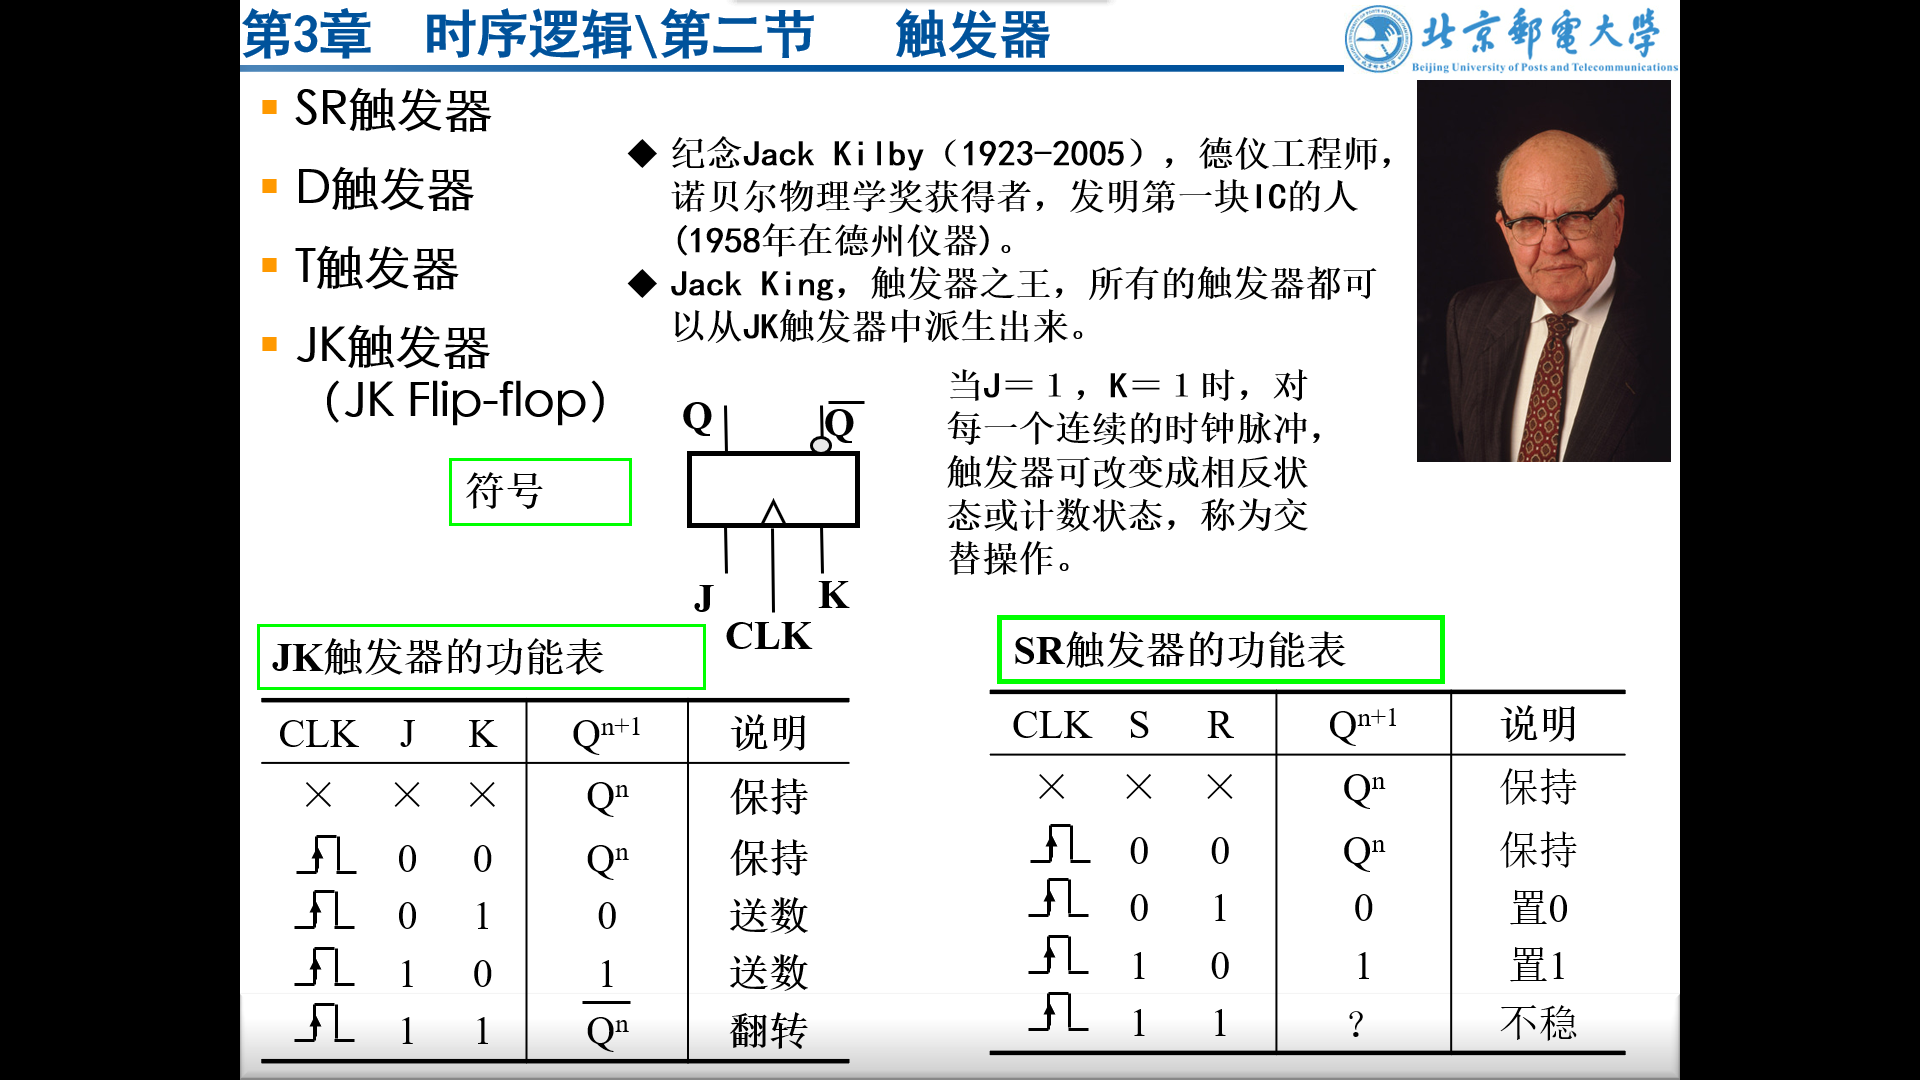 第3章 时序逻辑\第二节 触发器
北京郵電大學
Beijing University of Posts and Telecommunications
SR触发器
D触发器
T触发器
JK触发器
（JK Flip-flop）
纪念Jack Kilby（1923-2005），德仪工程师，
诺贝尔物理学奖获得者，发明第一块IC的人
(1958年在德州仪器)。
Jack King，触发器之王，所有的触发器都可
以从JK触发器中派生出来。
当J＝１，K＝１时，对
每一个连续的时钟脉冲，
触发器可改变成相反状
态或计数状态，称为交
替操作。
符号
Q Q̅
J K
CLK
JK触发器的功能表
CLK J K Qⁿ⁺¹ 说明
× × × Qⁿ 保持
0 0 Qⁿ 保持
0 1 0 送数
1 0 1 送数
1 1 Q̅ⁿ 翻转
SR触发器的功能表
CLK S R Qⁿ⁺¹ 说明
× × × Qⁿ 保持
0 0 Qⁿ 保持
0 1 0 置0
1 0 1 置1
1 1 ? 不稳